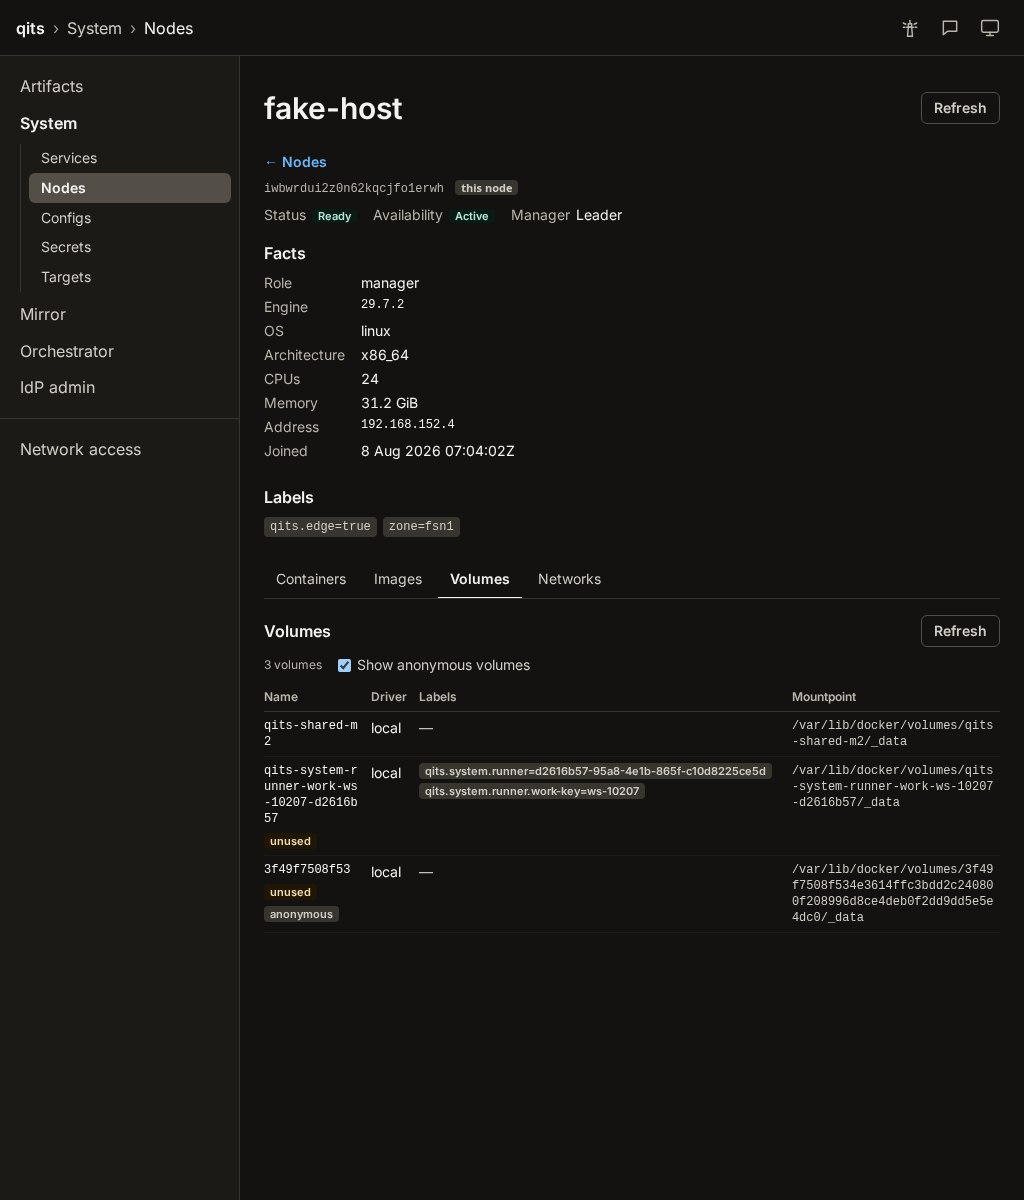 qits › System › Nodes
Artifacts
System
Services
Nodes
Configs
Secrets
Targets
Mirror
Orchestrator
IdP admin
Network access
fake-host
Refresh
← Nodes
iwbwrdui2z0n62kqcjfo1erwh this node
Status Ready Availability Active Manager Leader
Facts
Role manager
Engine 29.7.2
OS linux
Architecture x86_64
CPUs 24
Memory 31.2 GiB
Address 192.168.152.4
Joined 8 Aug 2026 07:04:02Z
Labels
qits.edge=true zone=fsn1
Containers Images Volumes Networks
Volumes
Refresh
3 volumes Show anonymous volumes
Name Driver Labels Mountpoint
qits-shared-m
2
local
—
/var/lib/docker/volumes/qits
-shared-m2/_data
qits-system-r
unner-work-ws
-10207-d2616b
57
unused
local
qits.system.runner=d2616b57-95a8-4e1b-865f-c10d8225ce5d
qits.system.runner.work-key=ws-10207
/var/lib/docker/volumes/qits
-system-runner-work-ws-10207
-d2616b57/_data
3f49f7508f53
unused
anonymous
local
—
/var/lib/docker/volumes/3f49
f7508f534e3614ffc3bdd2c24080
0f208996d8ce4deb0f2dd9dd5e5e
4dc0/_data